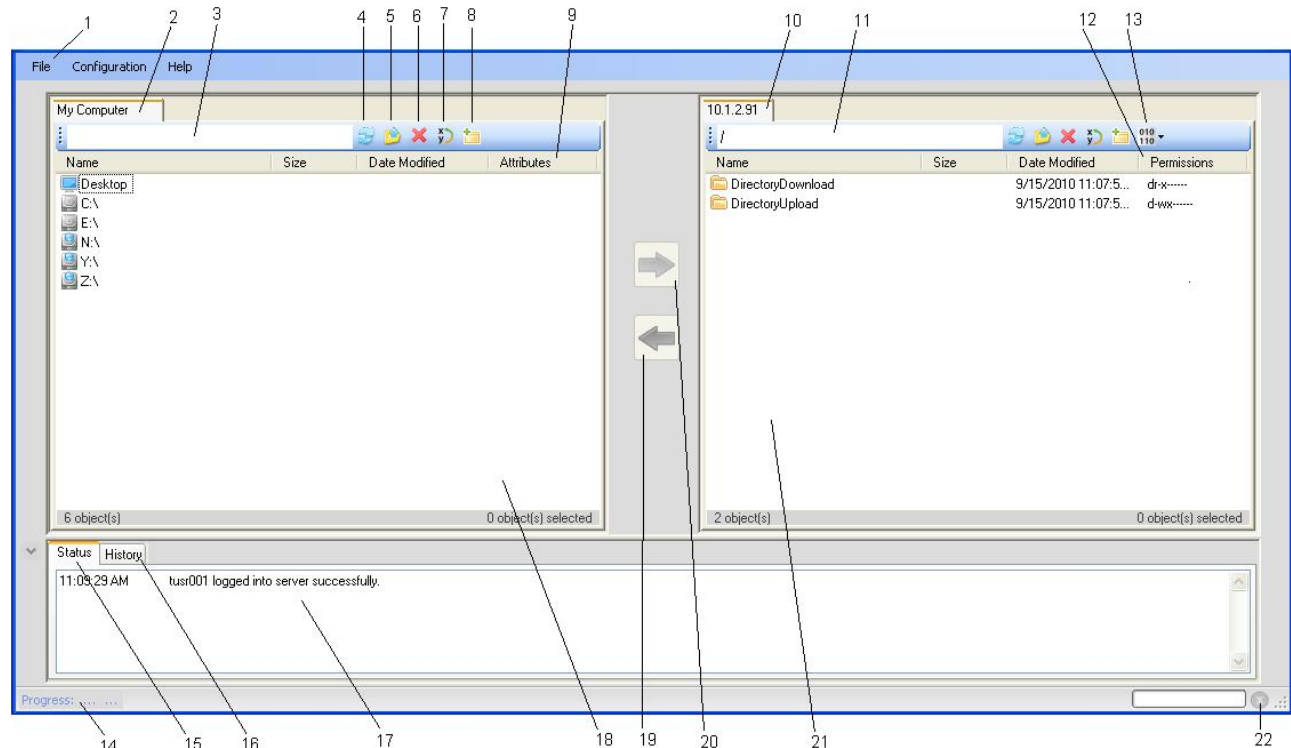 1 2 3 4 5 6 7 8 9 10 11 12 13
File Configuration Help
My Computer
10.1.2.91
/
x
y
x
y
010
110
Name Size Date Modified Attributes
Name Size Date Modified Permissions
Desktop
C:\
E:\
N:\
Y:\
Z:\
DirectoryDownload 9/15/2010 11:07:5... dr-x------
DirectoryUpload 9/15/2010 11:07:5... d-wx------
6 object(s) 0 object(s) selected
2 object(s) 0 object(s) selected
Status History
11:09:29 AM tusr001 logged into server successfully.
Progress: .... ...
14 15 16 17 18 19 20 21 22